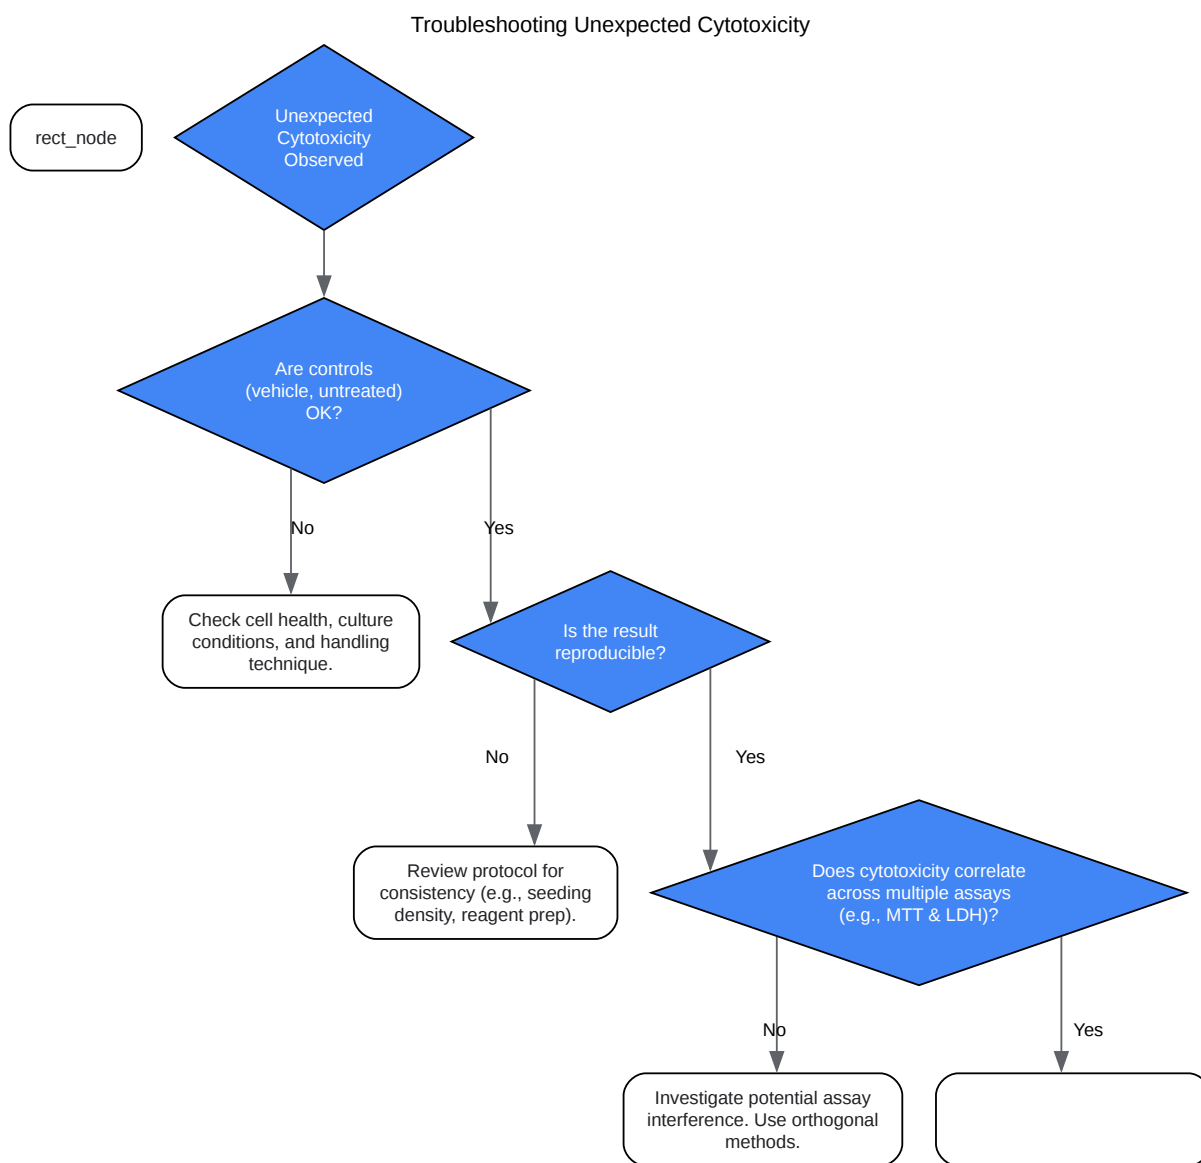 Troubleshooting Unexpected Cytotoxicity
rect_node
Unexpected
Cytotoxicity
Observed
Are controls
(vehicle, untreated)
OK?
No
Yes
Check cell health, culture
conditions, and handling
technique.
Is the result
reproducible?
No
Yes
Review protocol for
consistency (e.g., seeding
density, reagent prep).
Does cytotoxicity correlate
across multiple assays
(e.g., MTT & LDH)?
No
Yes
Investigate potential assay
interference. Use orthogonal
methods.